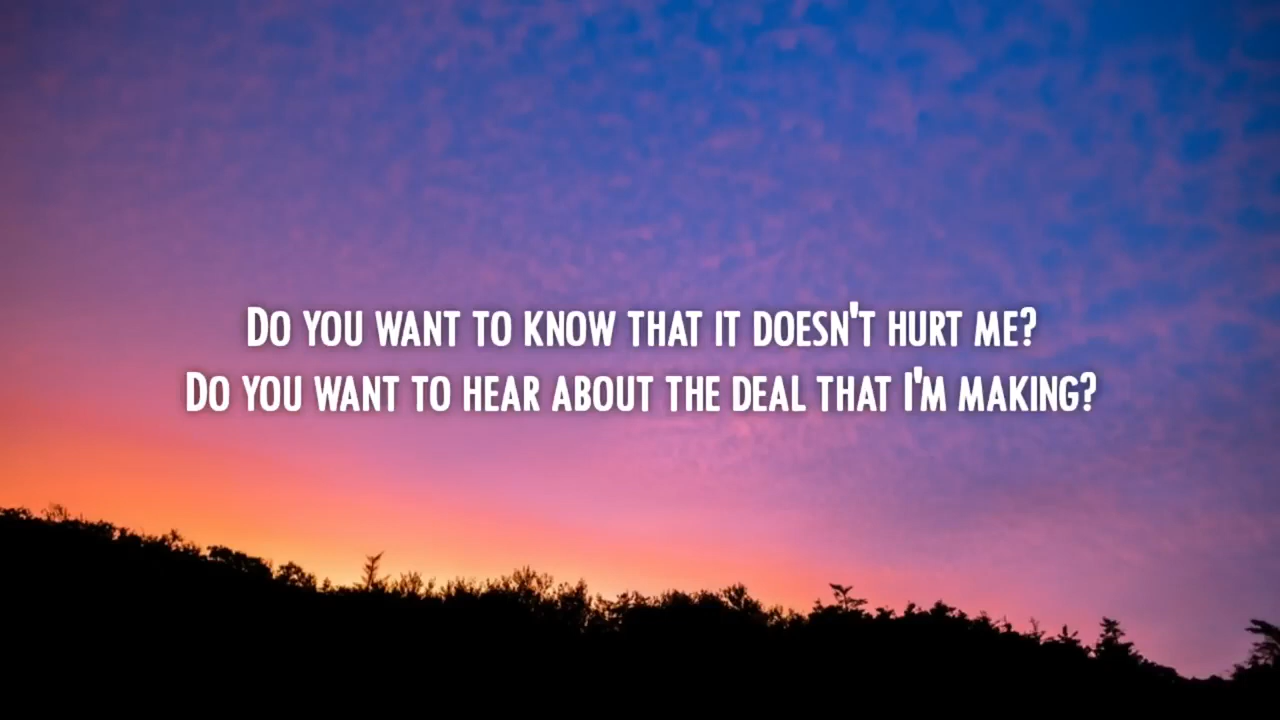 Do you want to know that it doesn't hurt me?
Do you want to hear about the deal that I'm making?